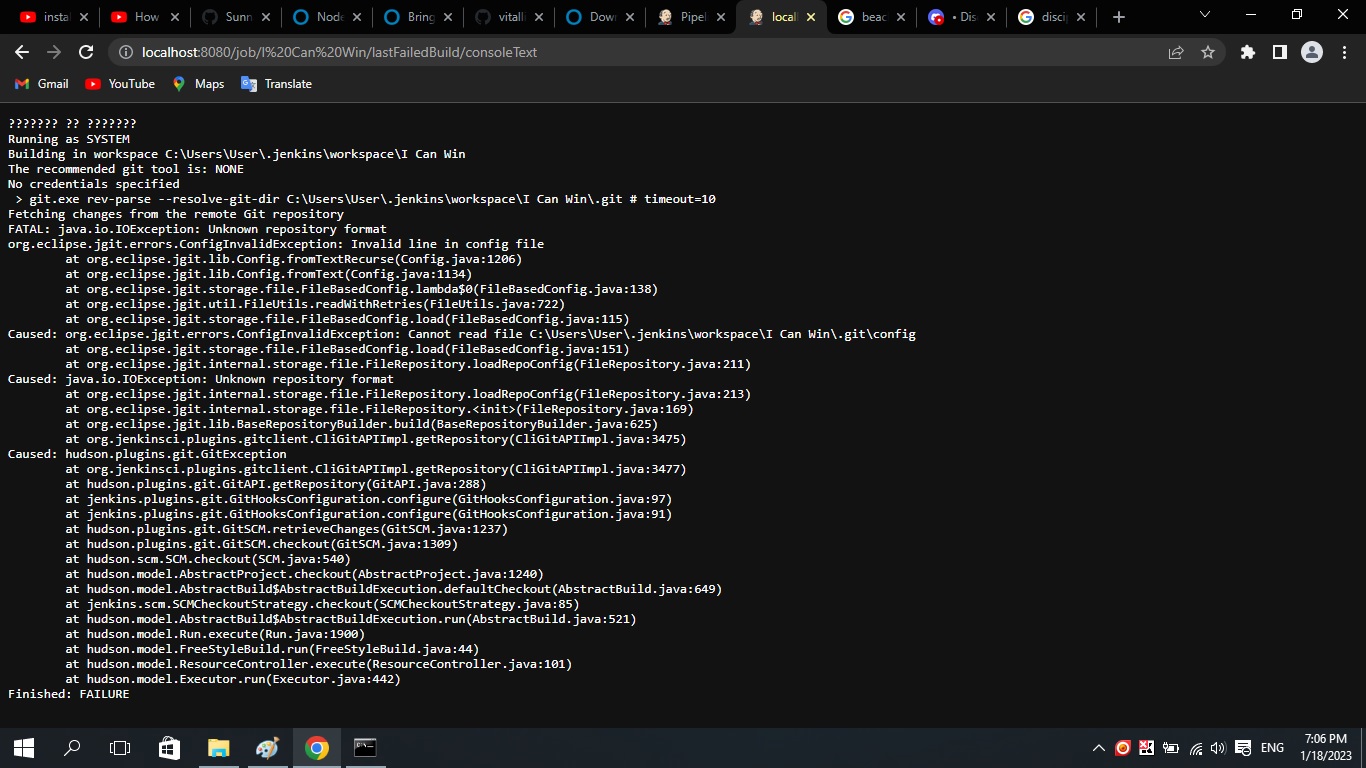 insta
How
Sunn
Node
Bring
vitall
Dow
Pipel
local
beac
• Dis
discip
localhost:8080/job/I%20Can%20Win/lastFailedBuild/consoleText
Gmail
YouTube
Maps
Translate
??????? ?? ???????
Running as SYSTEM
Building in workspace C:\Users\User\.jenkins\workspace\I Can Win
The recommended git tool is: NONE
No credentials specified
> git.exe rev-parse --resolve-git-dir C:\Users\User\.jenkins\workspace\I Can Win\.git # timeout=10
Fetching changes from the remote Git repository
FATAL: java.io.IOException: Unknown repository format
org.eclipse.jgit.errors.ConfigInvalidException: Invalid line in config file
at org.eclipse.jgit.lib.Config.fromTextRecurse(Config.java:1206)
at org.eclipse.jgit.lib.Config.fromText(Config.java:1134)
at org.eclipse.jgit.storage.file.FileBasedConfig.lambda$0(FileBasedConfig.java:138)
at org.eclipse.jgit.util.FileUtils.readWithRetries(FileUtils.java:722)
at org.eclipse.jgit.storage.file.FileBasedConfig.load(FileBasedConfig.java:115)
Caused: org.eclipse.jgit.errors.ConfigInvalidException: Cannot read file C:\Users\User\.jenkins\workspace\I Can Win\.git\config
at org.eclipse.jgit.storage.file.FileBasedConfig.load(FileBasedConfig.java:151)
at org.eclipse.jgit.internal.storage.file.FileRepository.loadRepoConfig(FileRepository.java:211)
Caused: java.io.IOException: Unknown repository format
at org.eclipse.jgit.internal.storage.file.FileRepository.loadRepoConfig(FileRepository.java:213)
at org.eclipse.jgit.internal.storage.file.FileRepository.<init>(FileRepository.java:169)
at org.eclipse.jgit.lib.BaseRepositoryBuilder.build(BaseRepositoryBuilder.java:625)
at org.jenkinsci.plugins.gitclient.CliGitAPIImpl.getRepository(CliGitAPIImpl.java:3475)
Caused: hudson.plugins.git.GitException
at org.jenkinsci.plugins.gitclient.CliGitAPIImpl.getRepository(CliGitAPIImpl.java:3477)
at hudson.plugins.git.GitAPI.getRepository(GitAPI.java:288)
at jenkins.plugins.git.GitHooksConfiguration.configure(GitHooksConfiguration.java:97)
at jenkins.plugins.git.GitHooksConfiguration.configure(GitHooksConfiguration.java:91)
at hudson.plugins.git.GitSCM.retrieveChanges(GitSCM.java:1237)
at hudson.plugins.git.GitSCM.checkout(GitSCM.java:1309)
at hudson.scm.SCM.checkout(SCM.java:540)
at hudson.model.AbstractProject.checkout(AbstractProject.java:1240)
at hudson.model.AbstractBuild$AbstractBuildExecution.defaultCheckout(AbstractBuild.java:649)
at jenkins.scm.SCMCheckoutStrategy.checkout(SCMCheckoutStrategy.java:85)
at hudson.model.AbstractBuild$AbstractBuildExecution.run(AbstractBuild.java:521)
at hudson.model.Run.execute(Run.java:1900)
at hudson.model.FreeStyleBuild.run(FreeStyleBuild.java:44)
at hudson.model.ResourceController.execute(ResourceController.java:101)
at hudson.model.Executor.run(Executor.java:442)
Finished: FAILURE
ENG
7:06 PM
1/18/2023